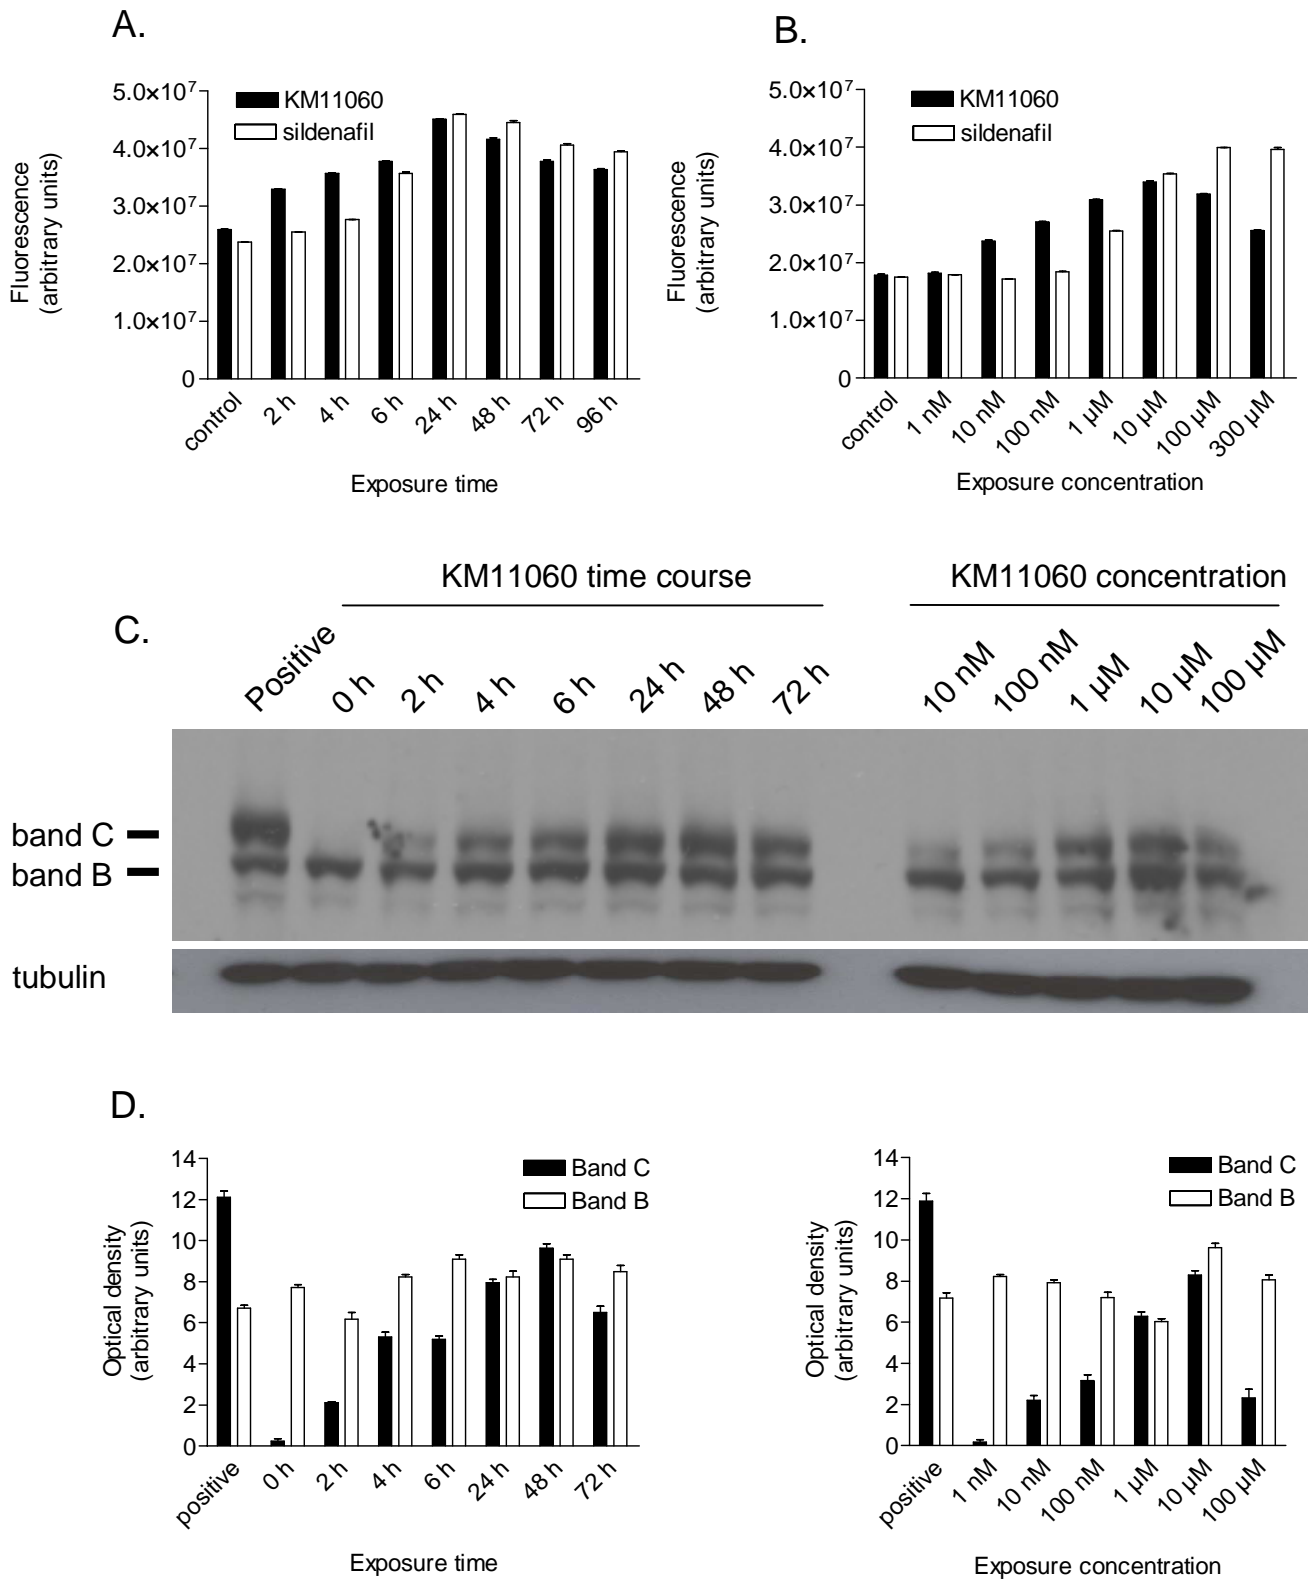 A.
5.0×10⁷
4.0×10⁷
3.0×10⁷
2.0×10⁷
1.0×10⁷
0
Fluorescence
(arbitrary units)
KM11060
sildenafil
control
2 h
4 h
6 h
24 h
48 h
72 h
96 h
Exposure time
B.
5.0×10⁷
4.0×10⁷
3.0×10⁷
2.0×10⁷
1.0×10⁷
0
Fluorescence
(arbitrary units)
KM11060
sildenafil
control
1 nM
10 nM
100 nM
1 µM
10 µM
100 µM
300 µM
Exposure concentration
C.
KM11060 time course
KM11060 concentration
Positive
0 h
2 h
4 h
6 h
24 h
48 h
72 h
10 nM
100 nM
1 µM
10 µM
100 µM
band C
band B
tubulin
D.
14
12
10
8
6
4
2
0
Optical density
(arbitrary units)
Band C
Band B
positive
0 h
2 h
4 h
6 h
24 h
48 h
72 h
Exposure time
14
12
10
8
6
4
2
0
Optical density
(arbitrary units)
Band C
Band B
positive
1 nM
10 nM
100 nM
1 µM
10 µM
100 µM
Exposure concentration